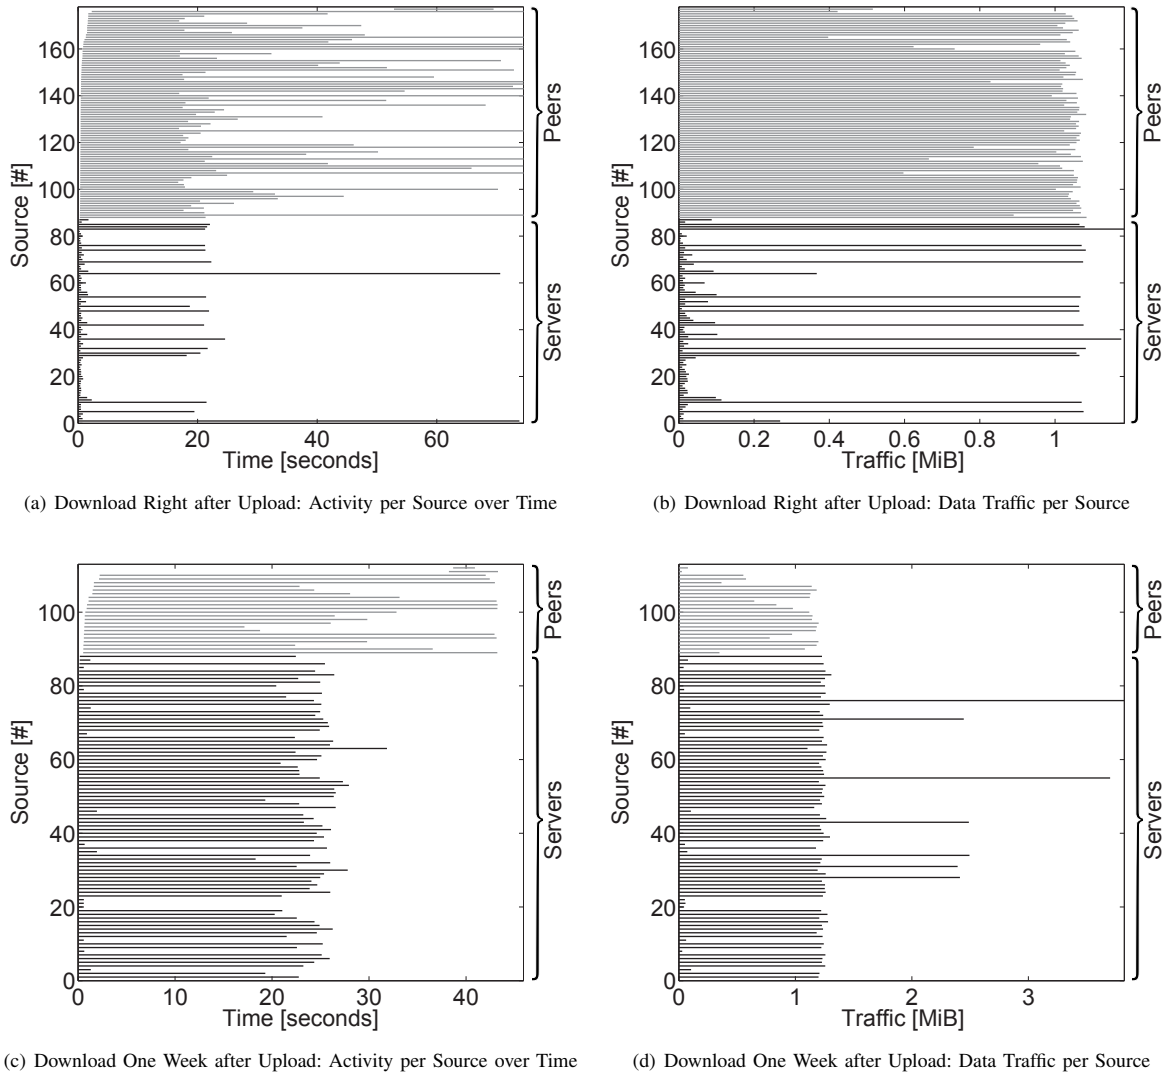 160
140
120
100
80
60
40
20
0
Source [#]
0 20 40 60
Time [seconds]
Peers
Servers
(a) Download Right after Upload: Activity per Source over Time
160
140
120
100
80
60
40
20
0
Source [#]
0 0.2 0.4 0.6 0.8 1
Traffic [MiB]
Peers
Servers
(b) Download Right after Upload: Data Traffic per Source
100
80
60
40
20
0
Source [#]
0 10 20 30 40
Time [seconds]
Peers
Servers
(c) Download One Week after Upload: Activity per Source over Time
100
80
60
40
20
0
Source [#]
0 1 2 3
Traffic [MiB]
Peers
Servers
(d) Download One Week after Upload: Data Traffic per Source